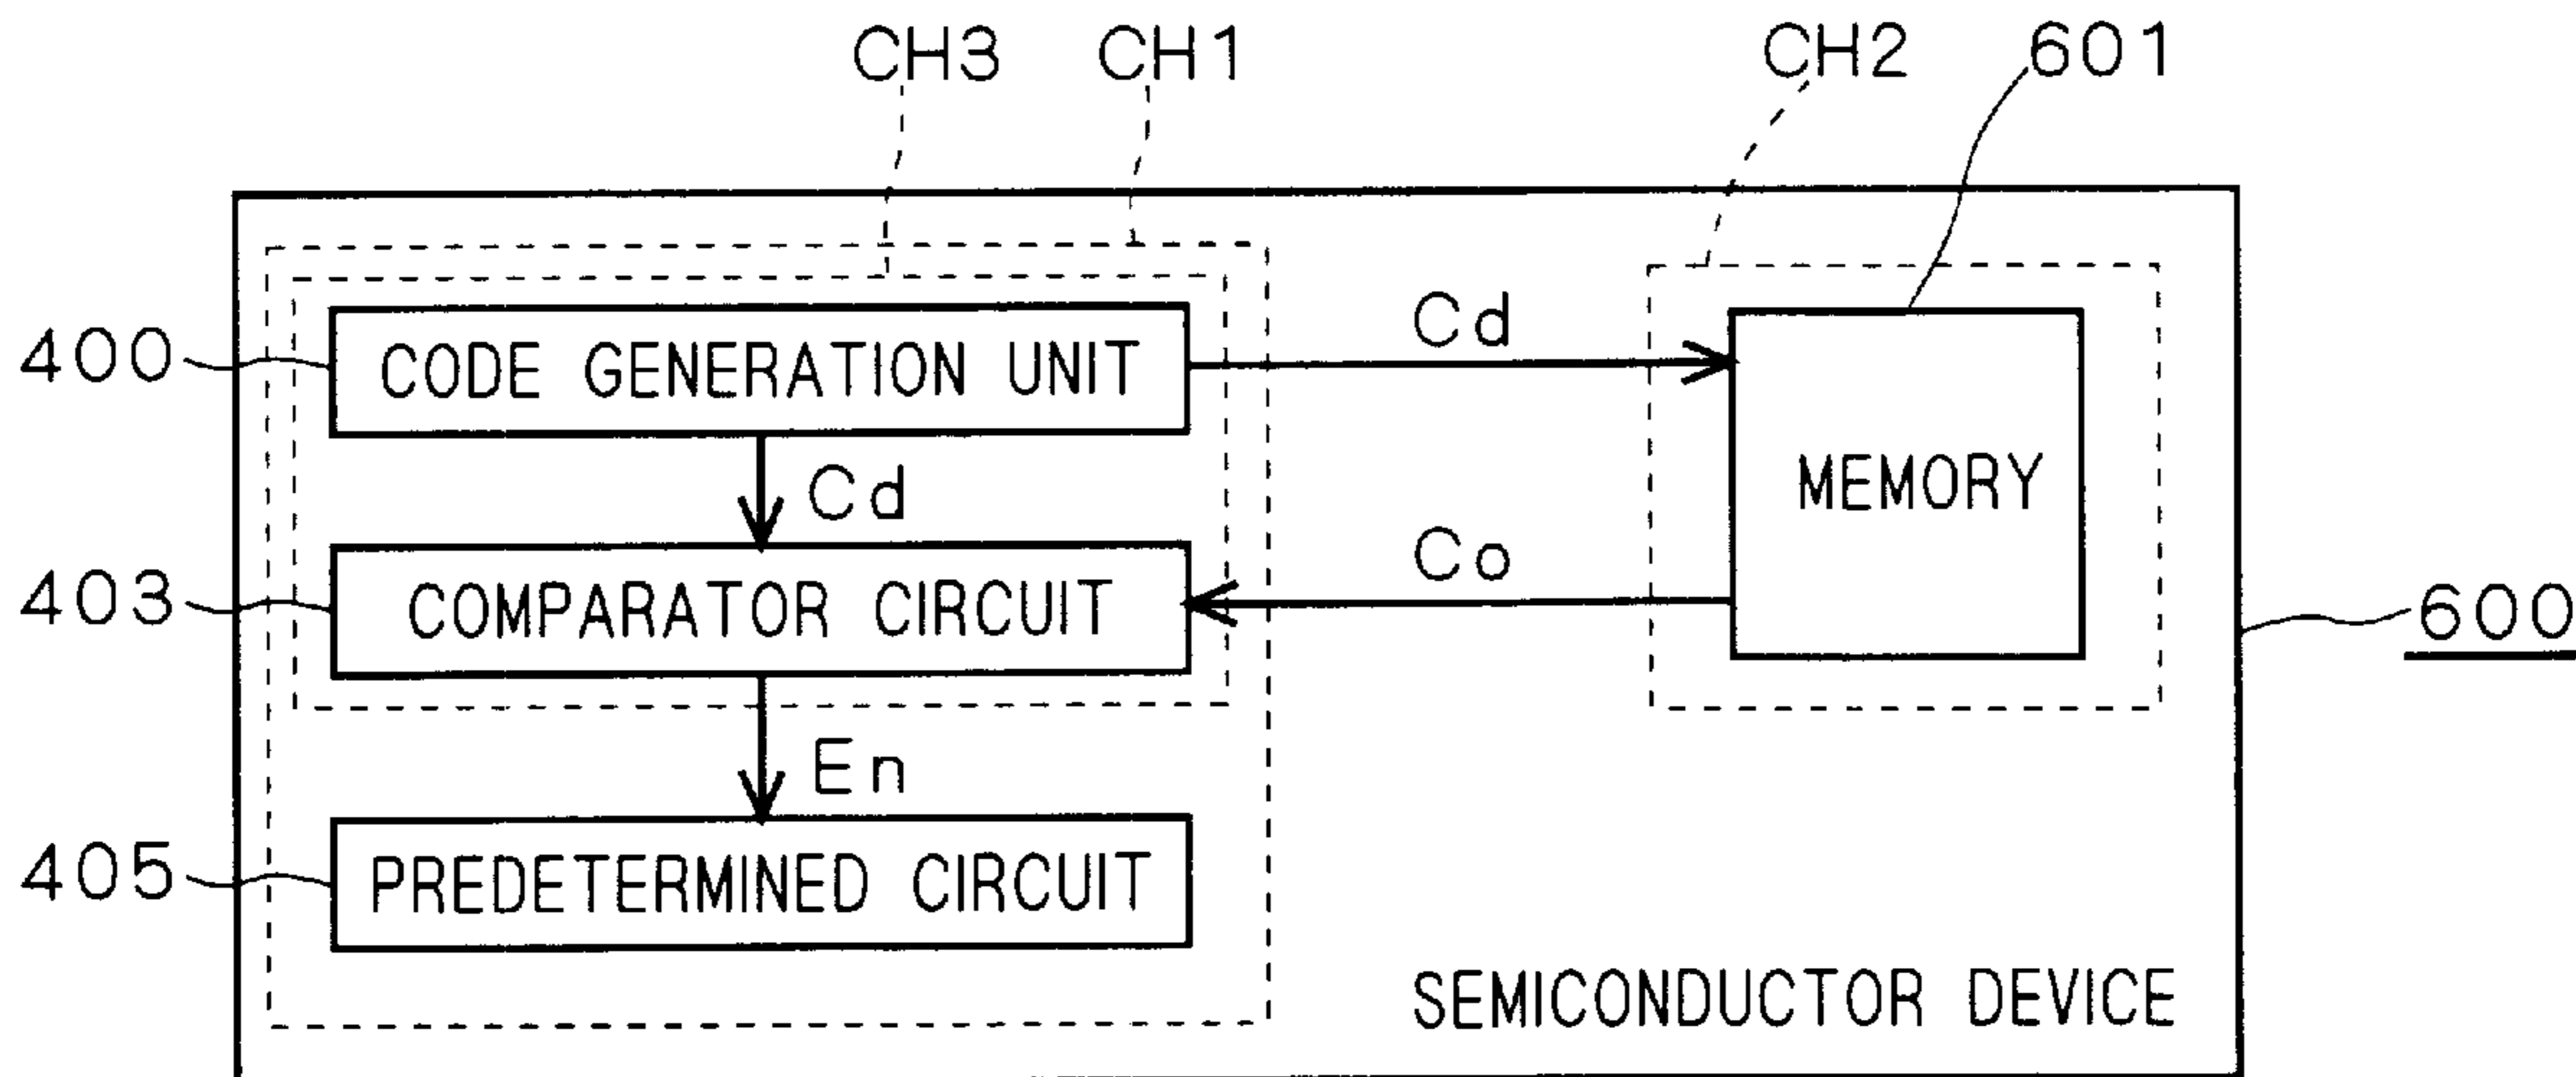 CH3 CH1 CH2 601
400 CODE GENERATION UNIT Cd
Cd MEMORY
403 COMPARATOR CIRCUIT Co 600
En
405 PREDETERMINED CIRCUIT
SEMICONDUCTOR DEVICE